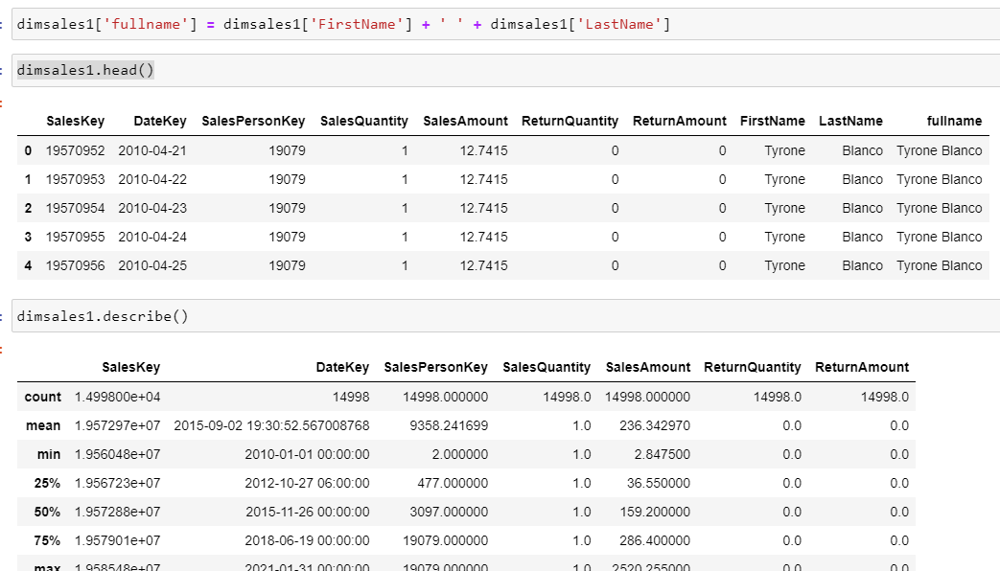 dimsales1['fullname'] = dimsales1['FirstName'] + ' ' + dimsales1['LastName']
dimsales1.head()
SalesKey DateKey SalesPersonKey SalesQuantity SalesAmount ReturnQuantity ReturnAmount FirstName LastName fullname
0 19570952 2010-04-21 19079 1 12.7415 0 0 Tyrone Blanco Tyrone Blanco
1 19570953 2010-04-22 19079 1 12.7415 0 0 Tyrone Blanco Tyrone Blanco
2 19570954 2010-04-23 19079 1 12.7415 0 0 Tyrone Blanco Tyrone Blanco
3 19570955 2010-04-24 19079 1 12.7415 0 0 Tyrone Blanco Tyrone Blanco
4 19570956 2010-04-25 19079 1 12.7415 0 0 Tyrone Blanco Tyrone Blanco
dimsales1.describe()
SalesKey DateKey SalesPersonKey SalesQuantity SalesAmount ReturnQuantity ReturnAmount
count 1.499800e+04 14998 14998.000000 14998.0 14998.000000 14998.0 14998.0
mean 1.957297e+07 2015-09-02 19:30:52.567008768 9358.241699 1.0 236.342970 0.0 0.0
min 1.956048e+07 2010-01-01 00:00:00 2.000000 1.0 2.847500 0.0 0.0
25% 1.956723e+07 2012-10-27 06:00:00 477.000000 1.0 36.550000 0.0 0.0
50% 1.957288e+07 2015-11-26 00:00:00 3097.000000 1.0 159.200000 0.0 0.0
75% 1.957901e+07 2018-06-19 00:00:00 19079.000000 1.0 286.400000 0.0 0.0
max 1.958548e+07 2021-01-31 00:00:00 19079.000000 1.0 2520.255000 0.0 0.0